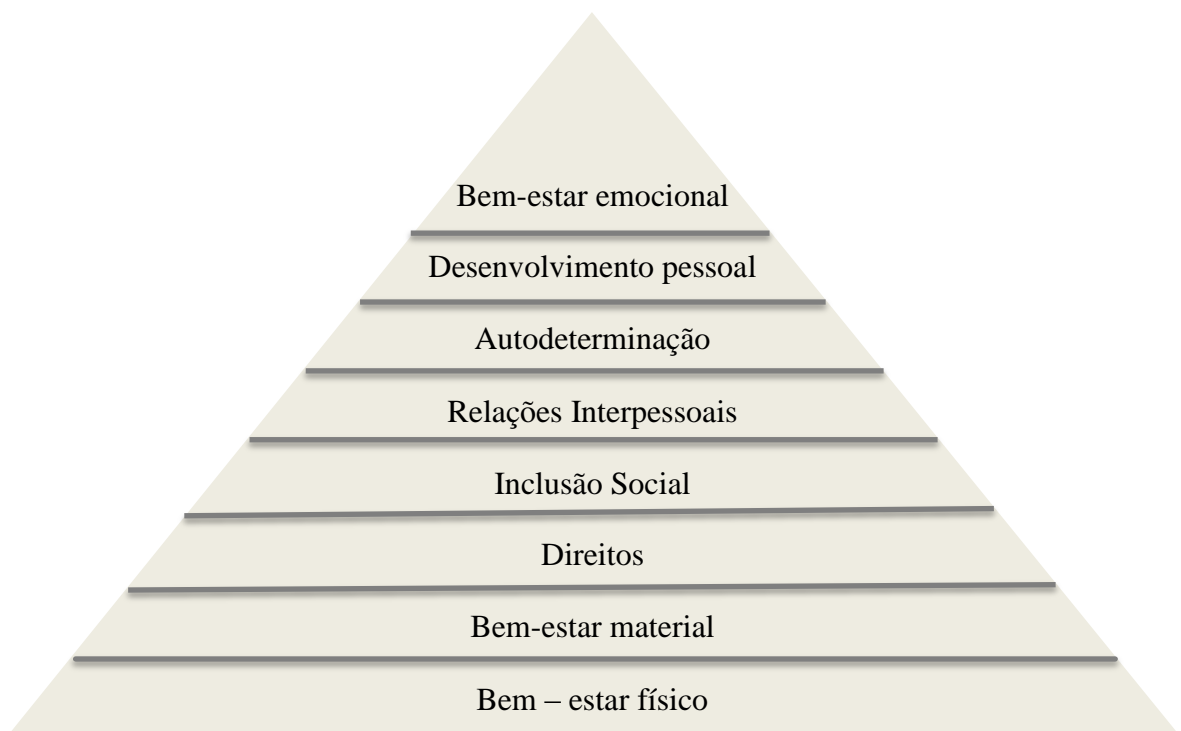 Bem-estar emocional
Desenvolvimento pessoal
Autodeterminação
Relações Interpessoais
Inclusão Social
Direitos
Bem-estar material
Bem – estar físico